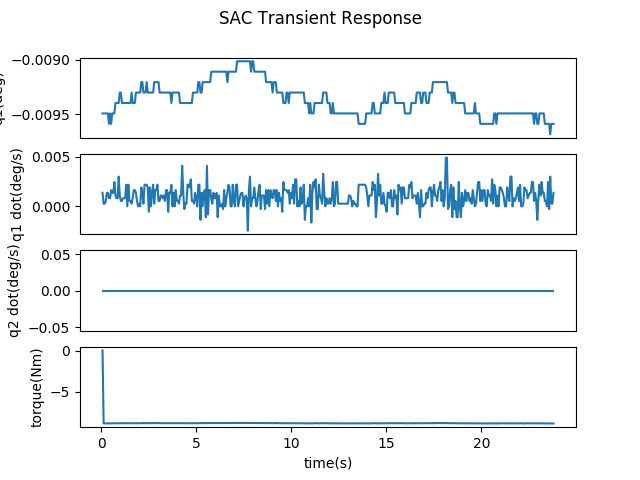 SAC Transient Response
−0.0090
−0.0095
q1(deg)
0.005
0.000
q1 dot(deg/s)
0.05
0.00
−0.05
q2 dot(deg/s)
0
−5
torque(Nm)
0 5 10 15 20
time(s)